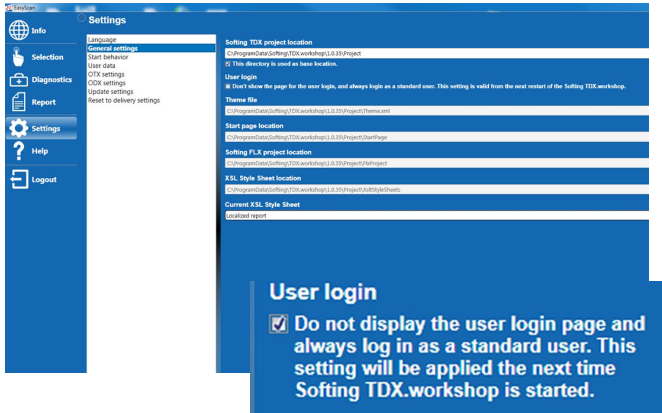 EasyScan
Settings
Info
Selection
Diagnostics
Report
Settings
Help
Logout
Language
General settings
Start behavior
User data
OTX settings
ODX settings
Update settings
Reset to delivery settings
Softing TDX project location
C:\ProgramData\Softing\TDX.workshop\1.0.35\Project
This directory is used as base location.
User login
Don't show the page for the user login, and always login as a standard user. This setting is valid from the next restart of the Softing TDX.workshop.
Theme file
C:\ProgramData\Softing\TDX.workshop\1.0.35\Project\Theme.xml
Start page location
C:\ProgramData\Softing\TDX.workshop\1.0.35\Project\StartPage
Softing FLX project location
C:\ProgramData\Softing\TDX.workshop\1.0.35\Project\FlxProject
XSL Style Sheet location
C:\ProgramData\Softing\TDX.workshop\1.0.35\Project\XsltStyleSheets
Current XSL Style Sheet
Localized report
User login
Do not display the user login page and
always log in as a standard user. This
setting will be applied the next time
Softing TDX.workshop is started.